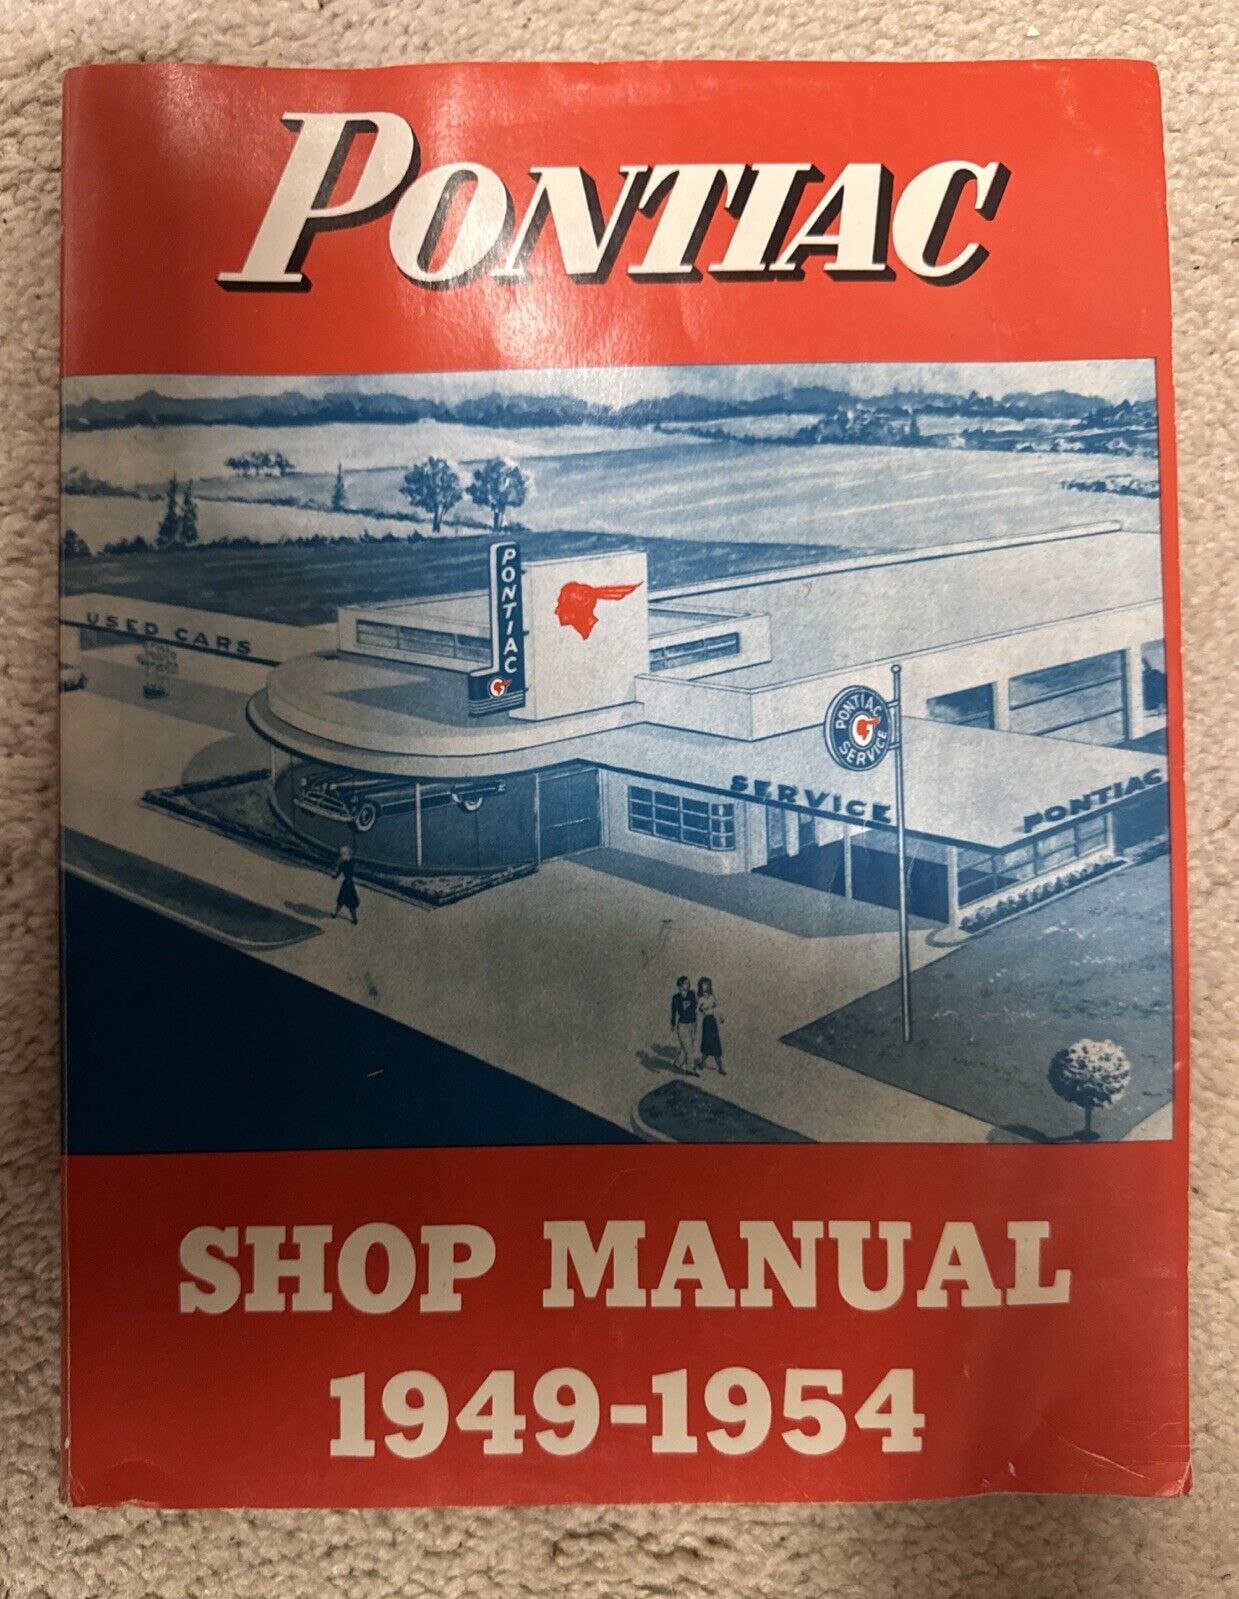 PONTIAC
PONTIAC
USED CARS
PONTIAC
SERVICE
SERVICE
PONTIAC
SHOP MANUAL
1949-1954